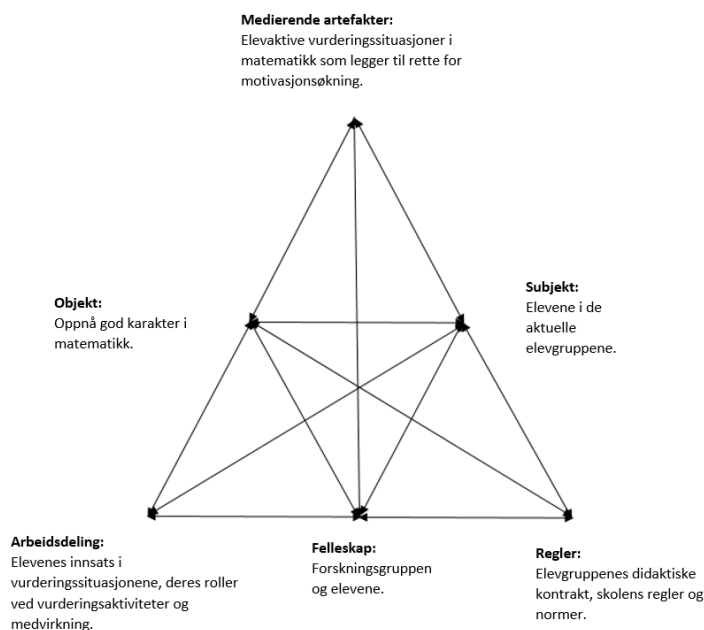 Medierende artefakter:
Elevaktive vurderingssituasjoner i
matematikk som legger til rette for
motivasjonsøkning.
Objekt:
Oppnå god karakter i
matematikk.
Subjekt:
Elevene i de
aktuelle
elevgruppene.
Arbeidsdeling:
Elevenes innsats i
vurderingssituasjonene, deres roller
ved vurderingsaktiviteter og
medvirkning.
Felleskap:
Forskningsgruppen
og elevene.
Regler:
Elevgruppenes didaktiske
kontrakt, skolens regler og
normer.